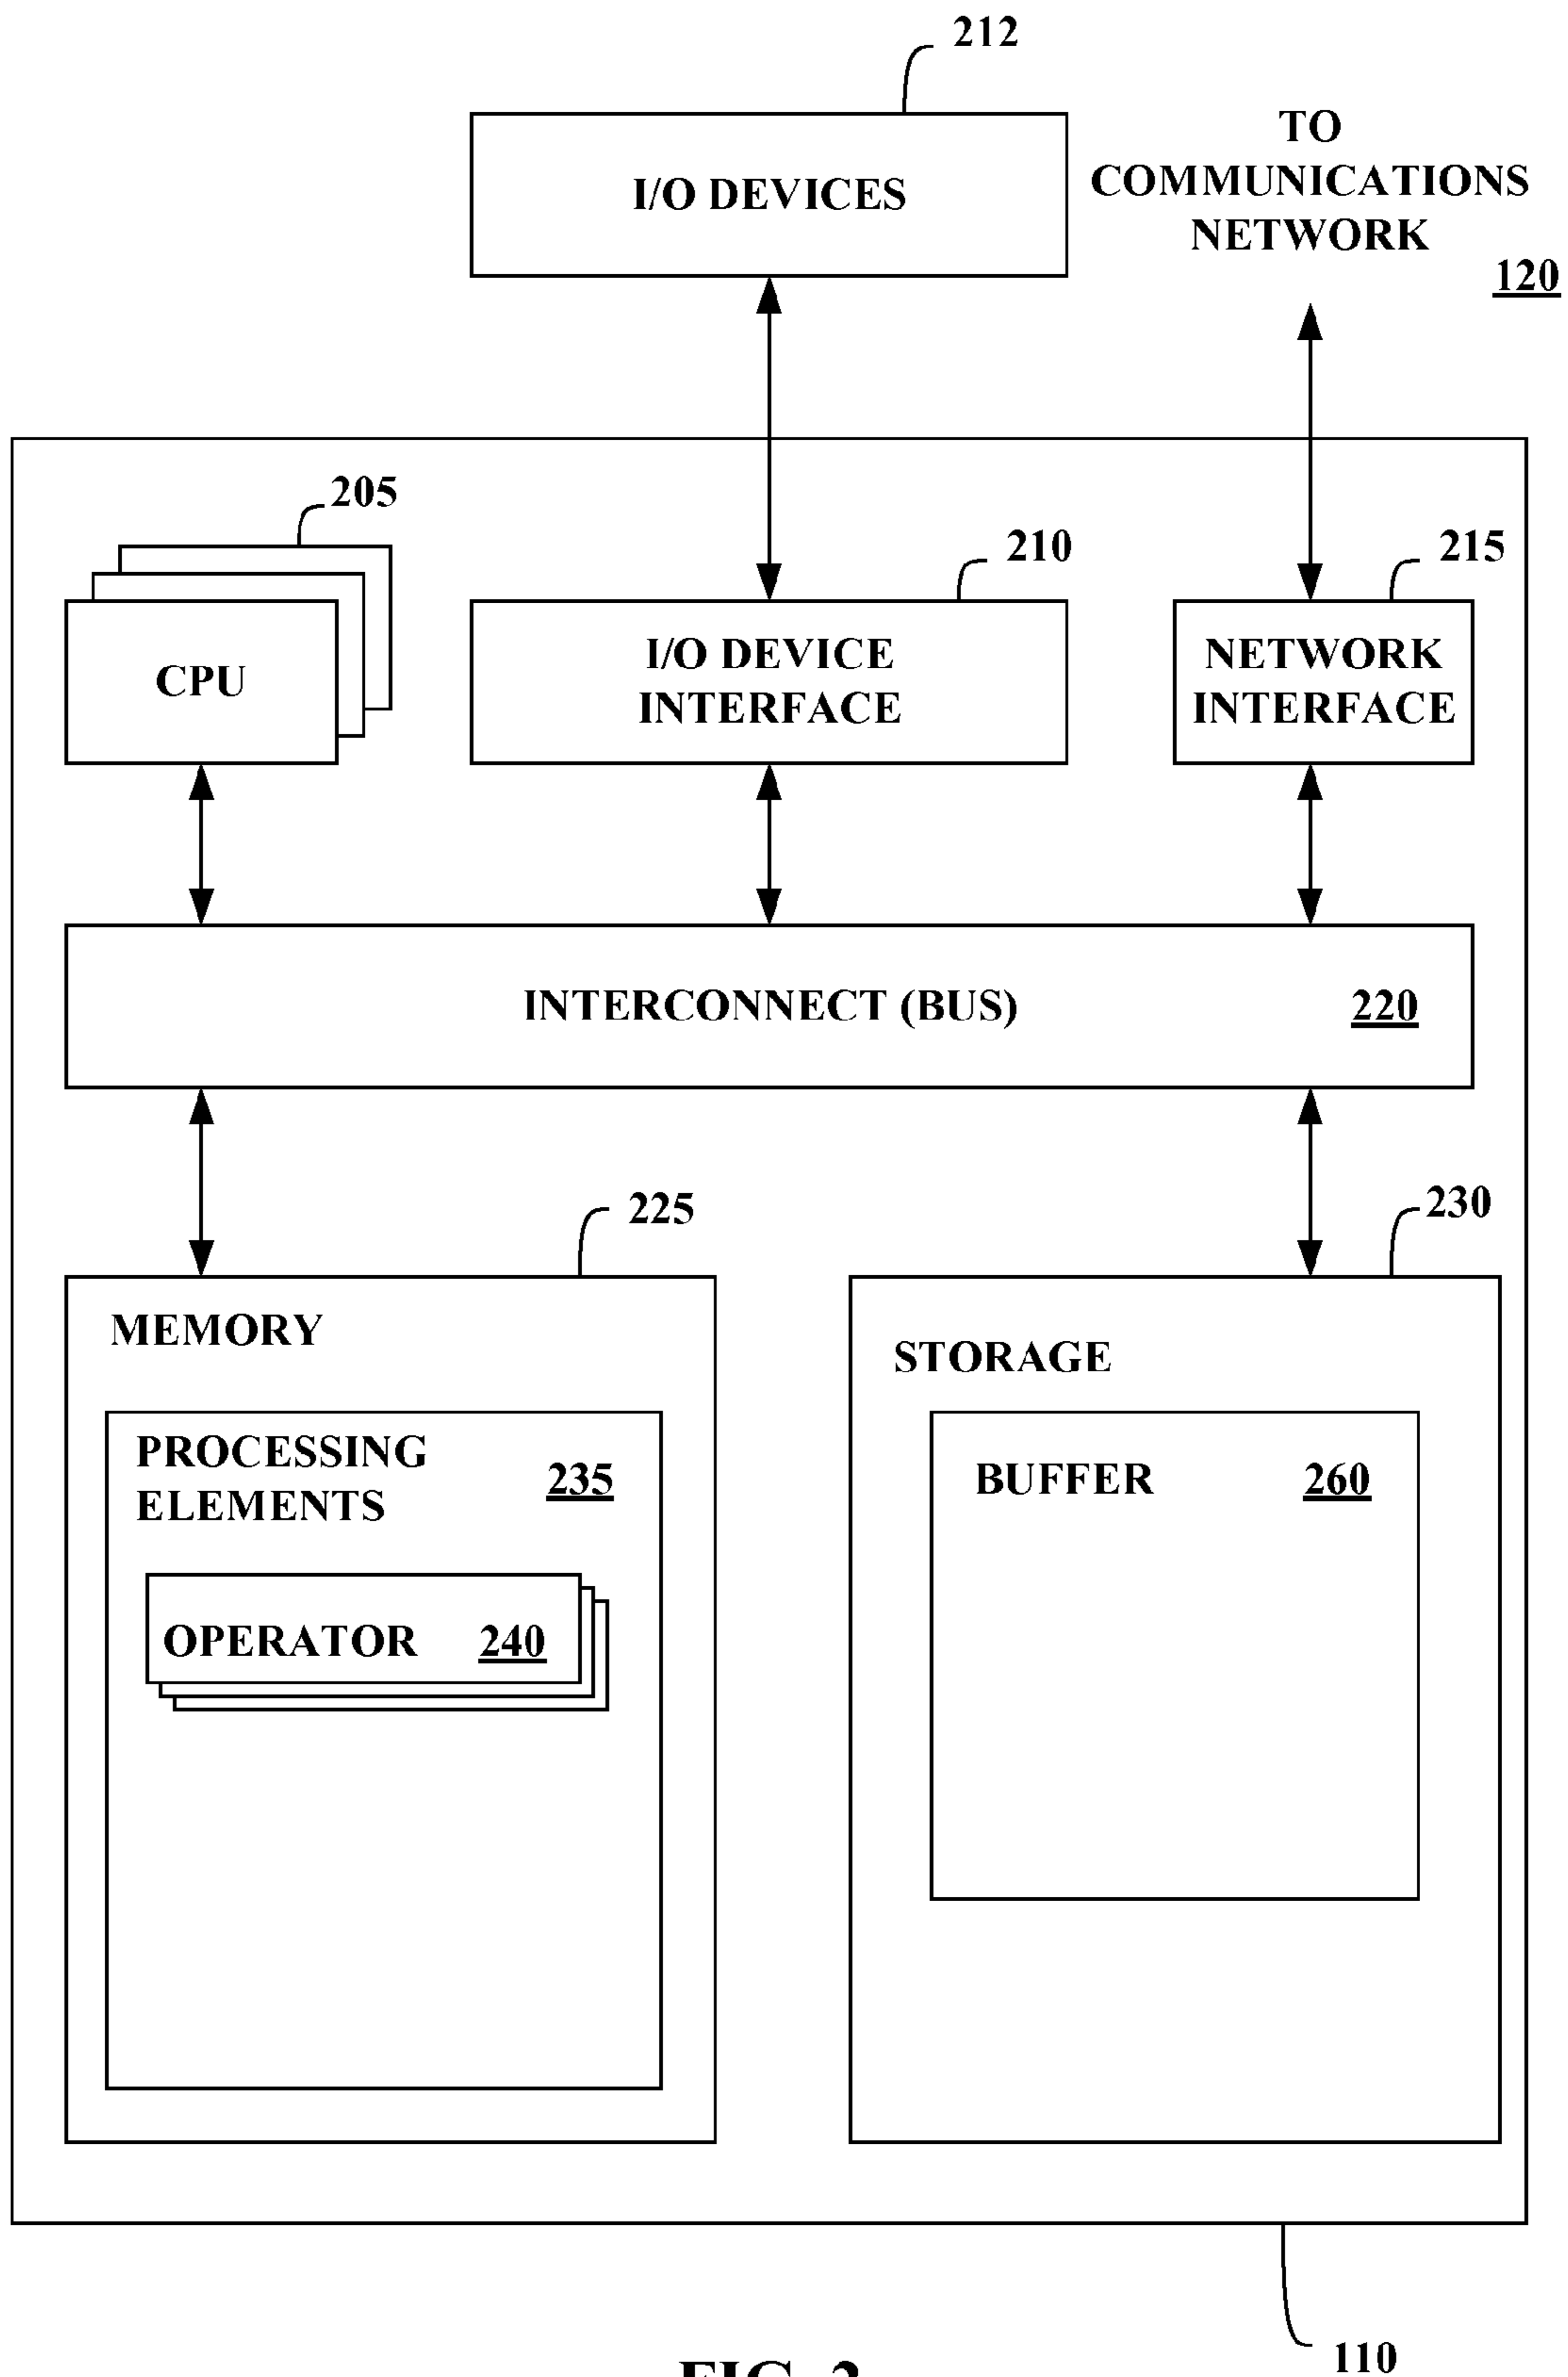 212
I/O DEVICES
TO
COMMUNICATIONS
NETWORK
120
205
210
215
CPU
I/O DEVICE
INTERFACE
NETWORK
INTERFACE
INTERCONNECT (BUS)
220
225
230
MEMORY
STORAGE
PROCESSING
ELEMENTS
235
BUFFER
260
OPERATOR
240
110
FIG.